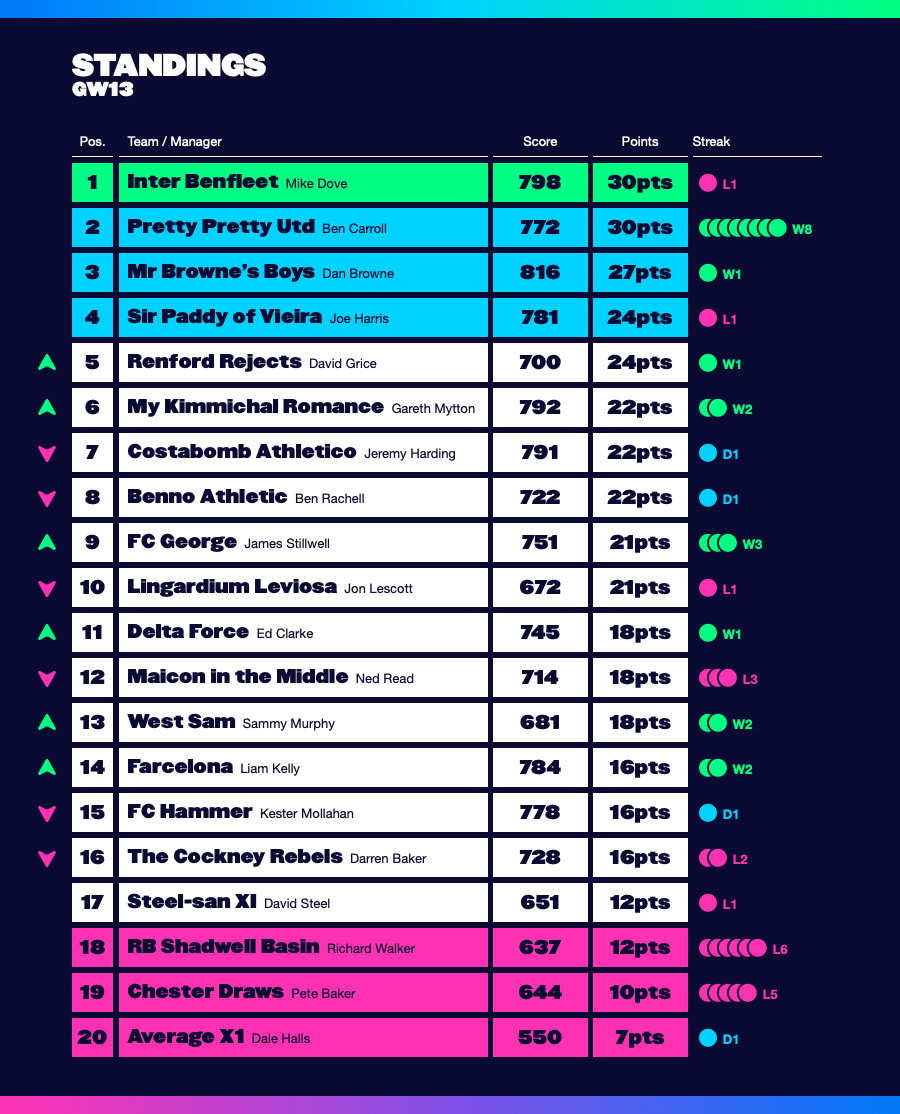 STANDINGS
GW13
Pos. Team / Manager Score Points Streak
1 Inter Benfleet Mike Dove 798 30pts L1
2 Pretty Pretty Utd Ben Carroll 772 30pts W8
3 Mr Browne’s Boys Dan Browne 816 27pts W1
4 Sir Paddy of Vieira Joe Harris 781 24pts L1
5 Renford Rejects David Grice 700 24pts W1
6 My Kimmichal Romance Gareth Mytton 792 22pts W2
7 Costabomb Athletico Jeremy Harding 791 22pts D1
8 Benno Athletic Ben Rachell 722 22pts D1
9 FC George James Stillwell 751 21pts W3
10 Lingardium Leviosa Jon Lescott 672 21pts L1
11 Delta Force Ed Clarke 745 18pts W1
12 Maicon in the Middle Ned Read 714 18pts L3
13 West Sam Sammy Murphy 681 18pts W2
14 Farcelona Liam Kelly 784 16pts W2
15 FC Hammer Kester Mollahan 778 16pts D1
16 The Cockney Rebels Darren Baker 728 16pts L2
17 Steel-san XI David Steel 651 12pts L1
18 RB Shadwell Basin Richard Walker 637 12pts L6
19 Chester Draws Pete Baker 644 10pts L5
20 Average X1 Dale Halls 550 7pts D1